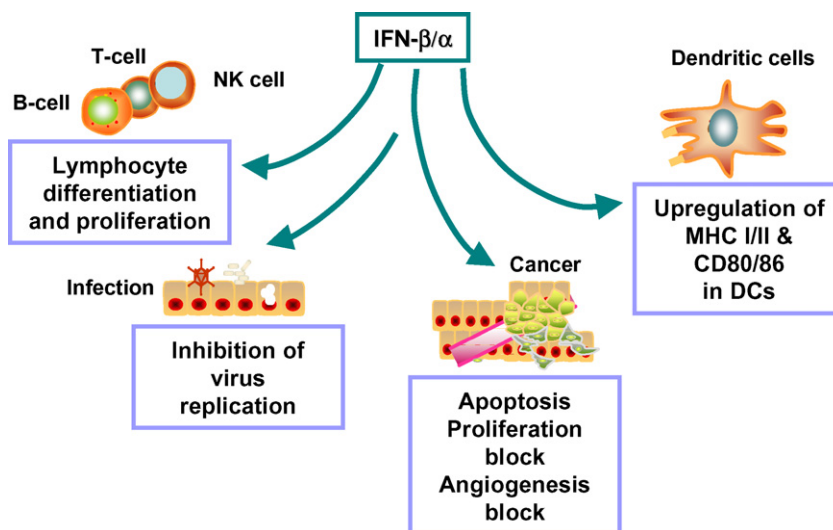 IFN-β/α
T-cell
NK cell
B-cell
Dendritic cells
Lymphocyte
differentiation
and proliferation
Upregulation of
MHC I/II &
CD80/86
in DCs
Infection
Cancer
Inhibition of
virus
replication
Apoptosis
Proliferation
block
Angiogenesis
block